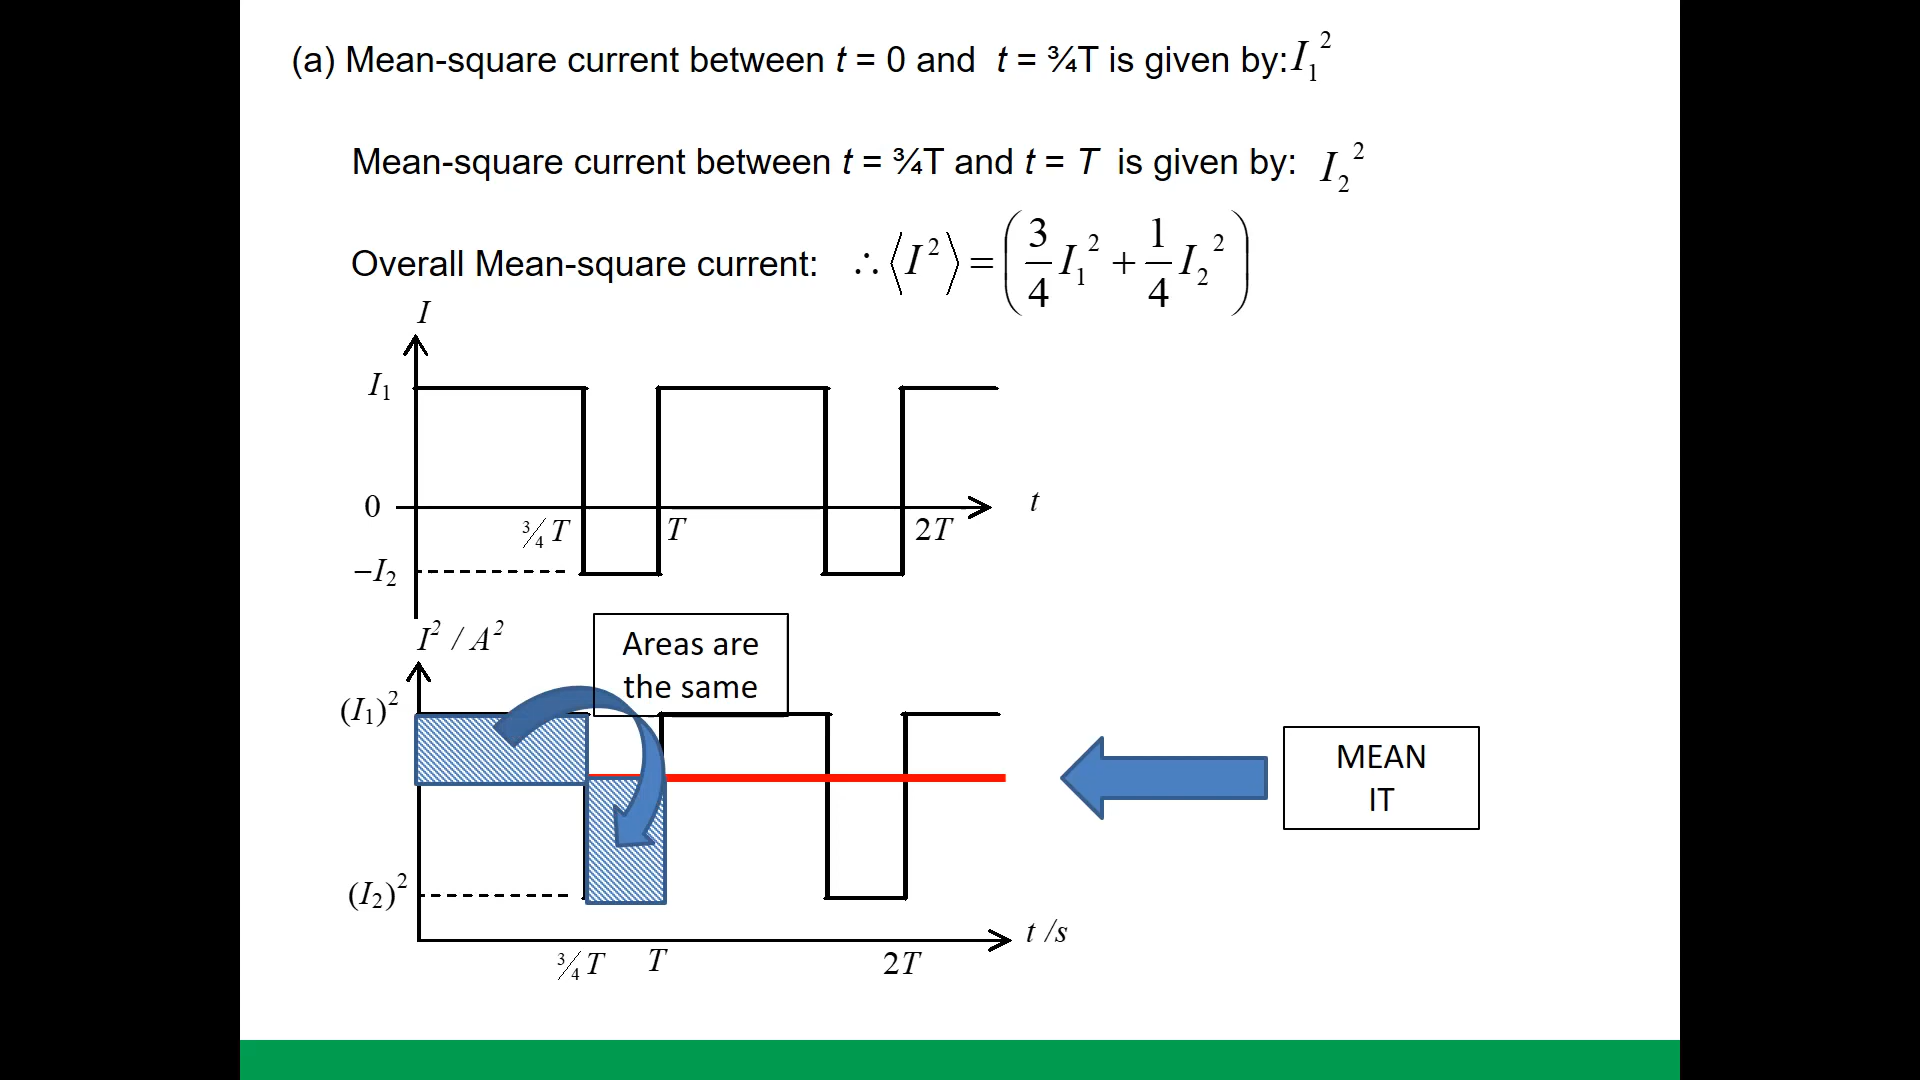 (a) Mean-square current between t = 0 and t = ¾T is given by: I₁²
Mean-square current between t = ¾T and t = T is given by: I₂²
Overall Mean-square current: ∴⟨I²⟩ = (3/4 I₁² + 1/4 I₂²)
I
I₁
0
¾T
T
2T
t
−I₂
I² / A²
Areas are
the same
(I₁)²
MEAN
IT
(I₂)²
t /s
¾T
T
2T